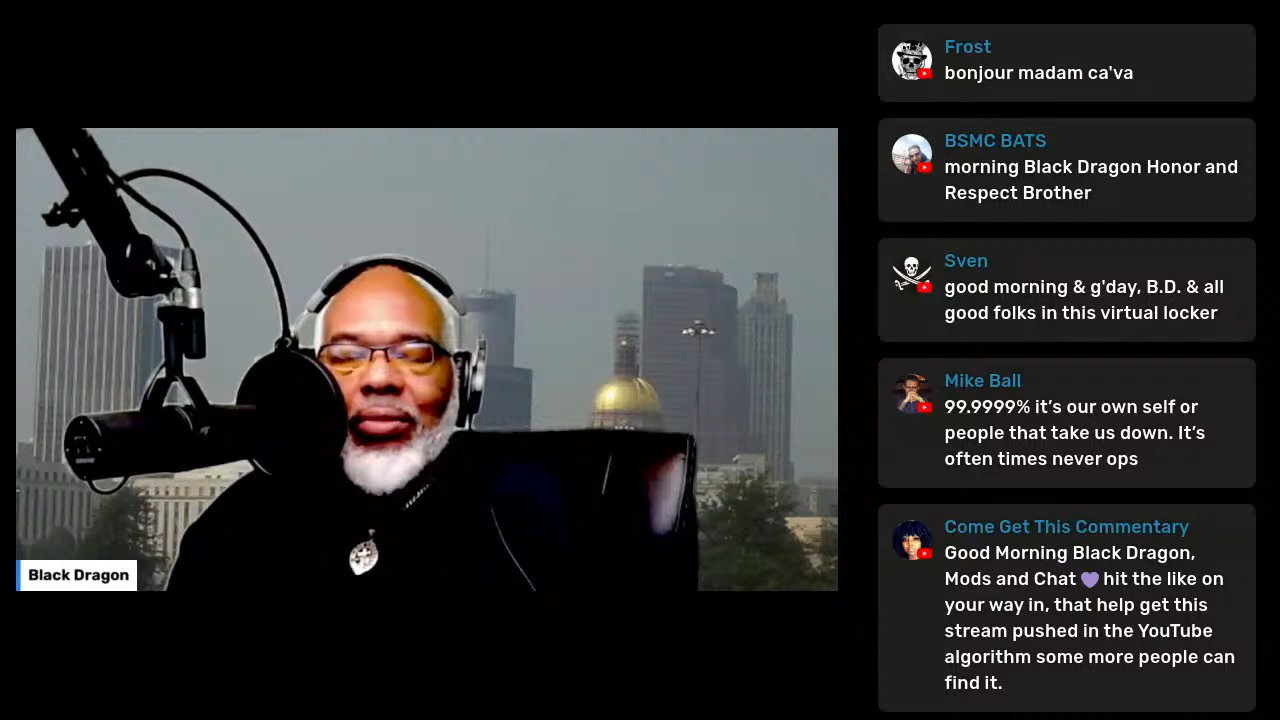 Frost
bonjour madam ca'va
BSMC BATS
morning Black Dragon Honor and
Respect Brother
Sven
good morning & g'day, B.D. & all
good folks in this virtual locker
Mike Ball
99.9999% it’s our own self or
people that take us down. It’s
often times never ops
Come Get This Commentary
Good Morning Black Dragon,
Mods and Chat 💜 hit the like on
your way in, that help get this
stream pushed in the YouTube
algorithm some more people can
find it.
Black Dragon